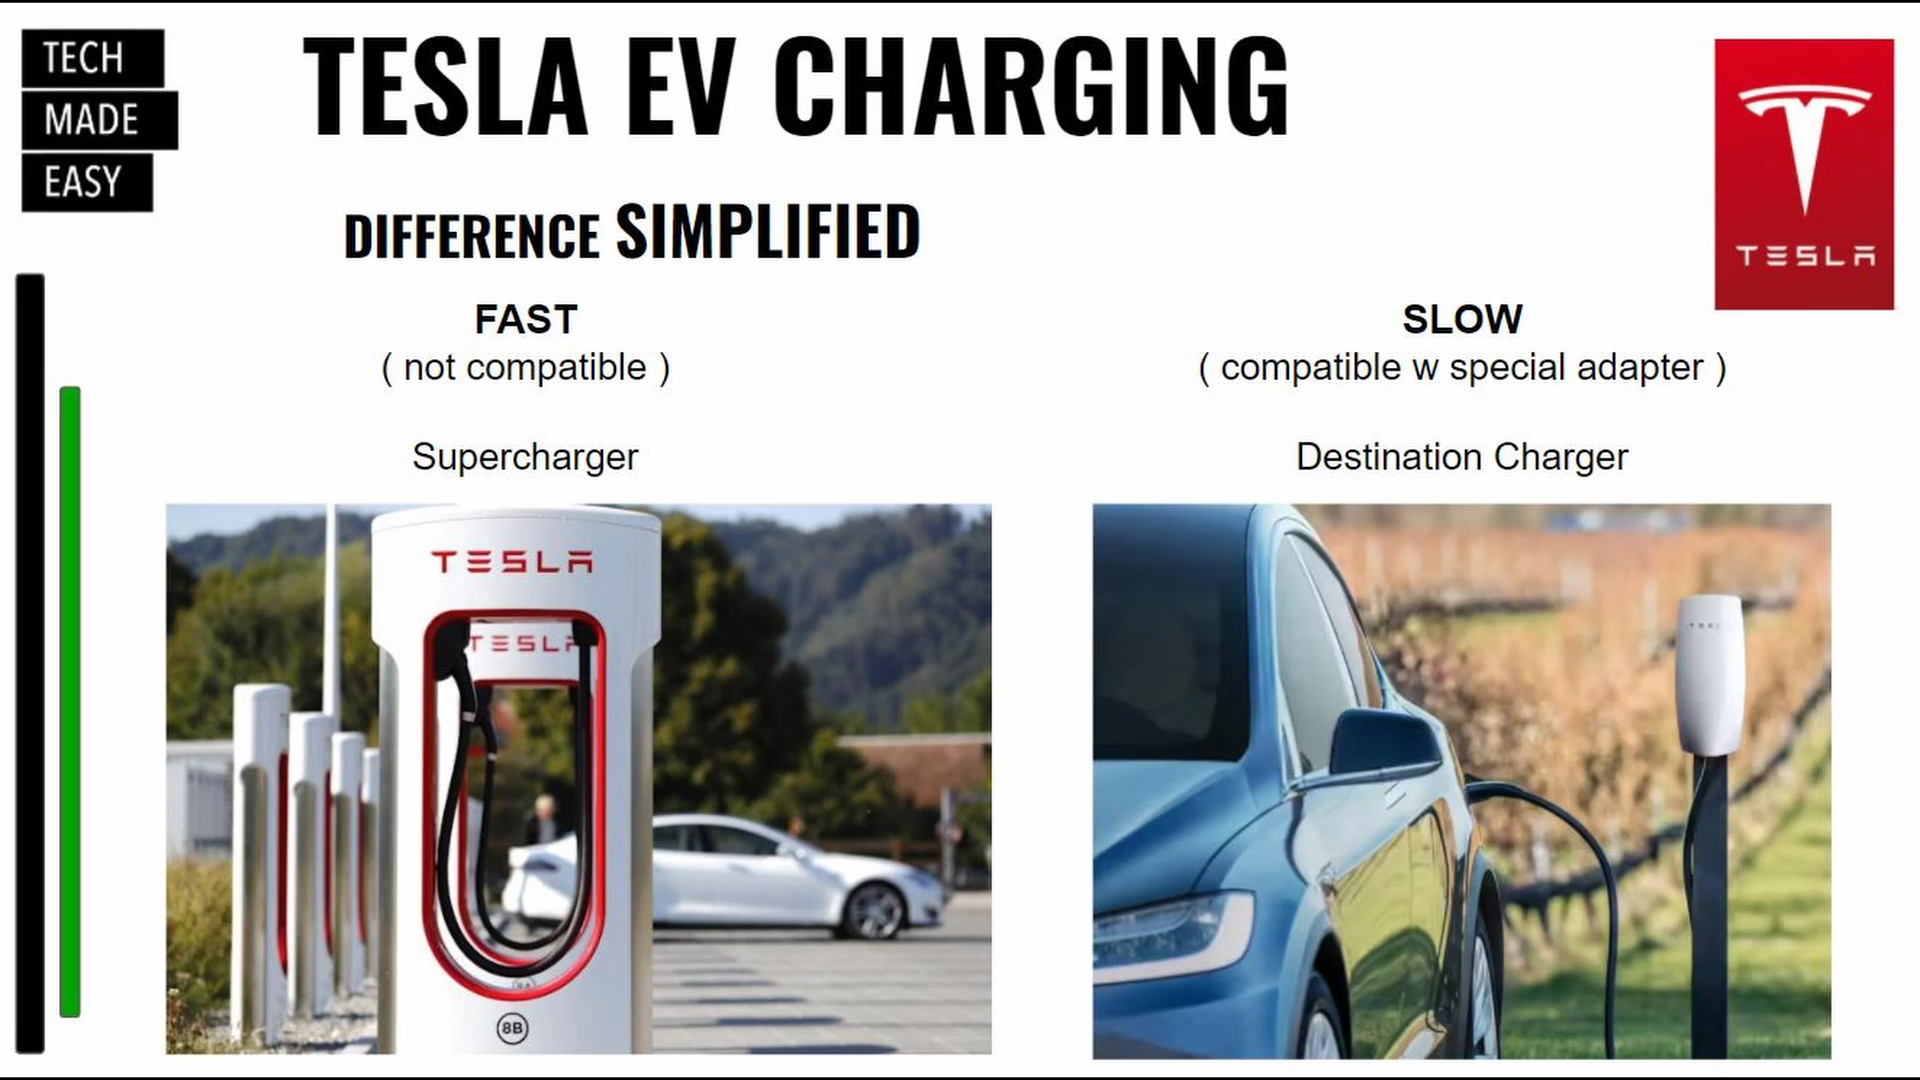 TECH
MADE
EASY
TESLA EV CHARGING
DIFFERENCE SIMPLIFIED
TESLA
FAST
( not compatible )
Supercharger
SLOW
( compatible w special adapter )
Destination Charger
TESLA
TESLA
8B
TESLA